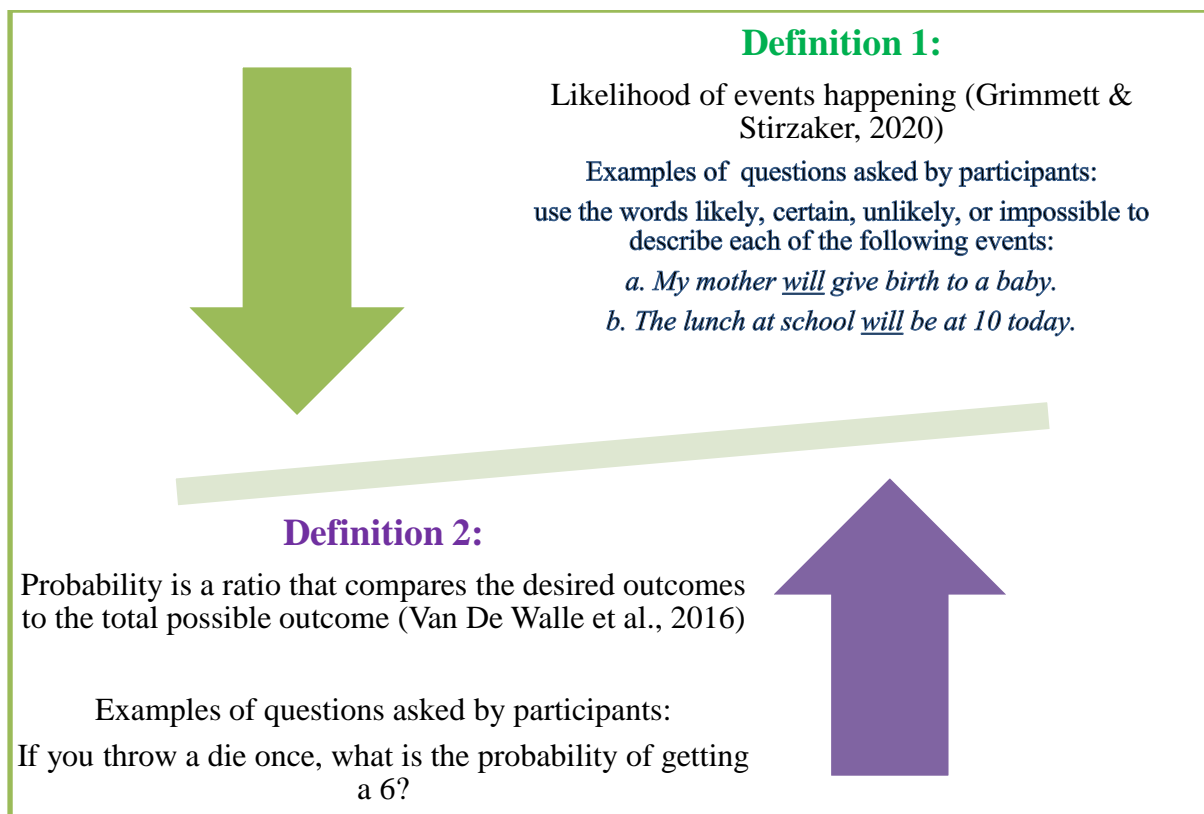 Definition 1:
Likelihood of events happening (Grimmett &
Stirzaker, 2020)
Examples of questions asked by participants:
use the words likely, certain, unlikely, or impossible to
describe each of the following events:
a. My mother will give birth to a baby.
b. The lunch at school will be at 10 today.
Definition 2:
Probability is a ratio that compares the desired outcomes
to the total possible outcome (Van De Walle et al., 2016)
Examples of questions asked by participants:
If you throw a die once, what is the probability of getting
a 6?